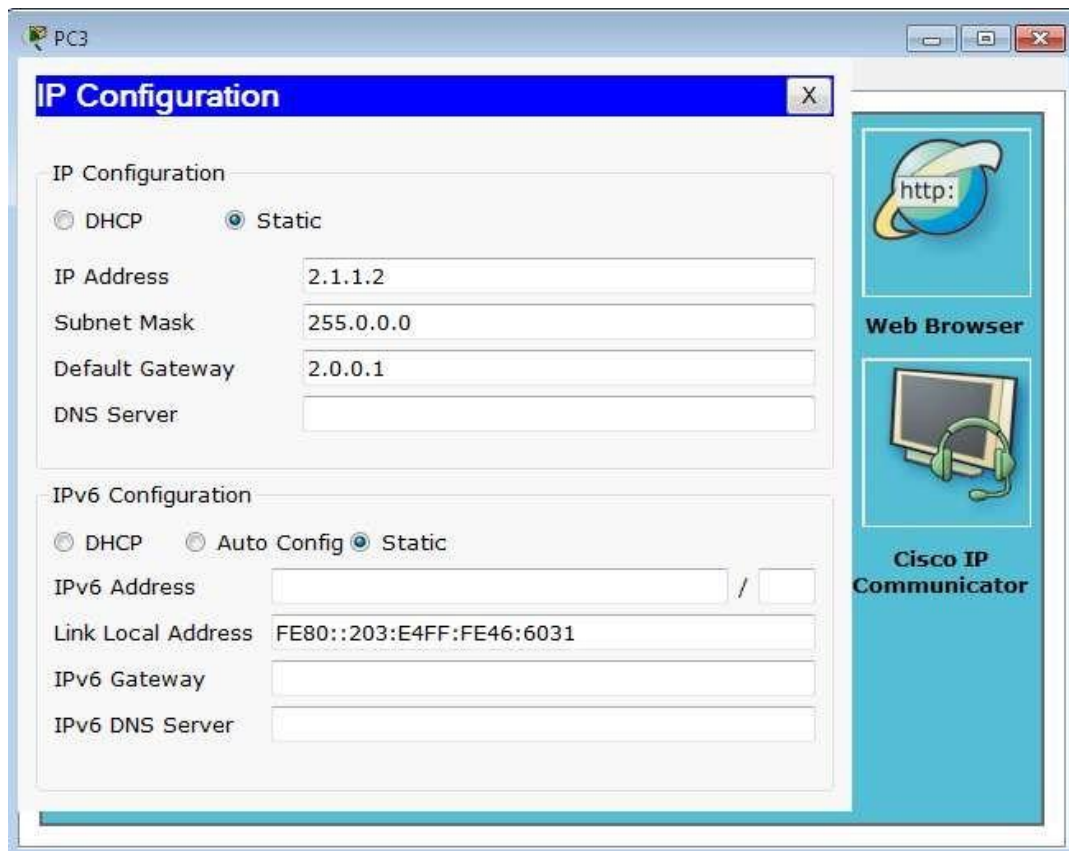 PC3
IP Configuration
X
IP Configuration
DHCP Static
IP Address 2.1.1.2
Subnet Mask 255.0.0.0
Default Gateway 2.0.0.1
DNS Server
IPv6 Configuration
DHCP Auto Config Static
IPv6 Address /
Link Local Address FE80::203:E4FF:FE46:6031
IPv6 Gateway
IPv6 DNS Server
http:
Web Browser
Cisco IP
Communicator